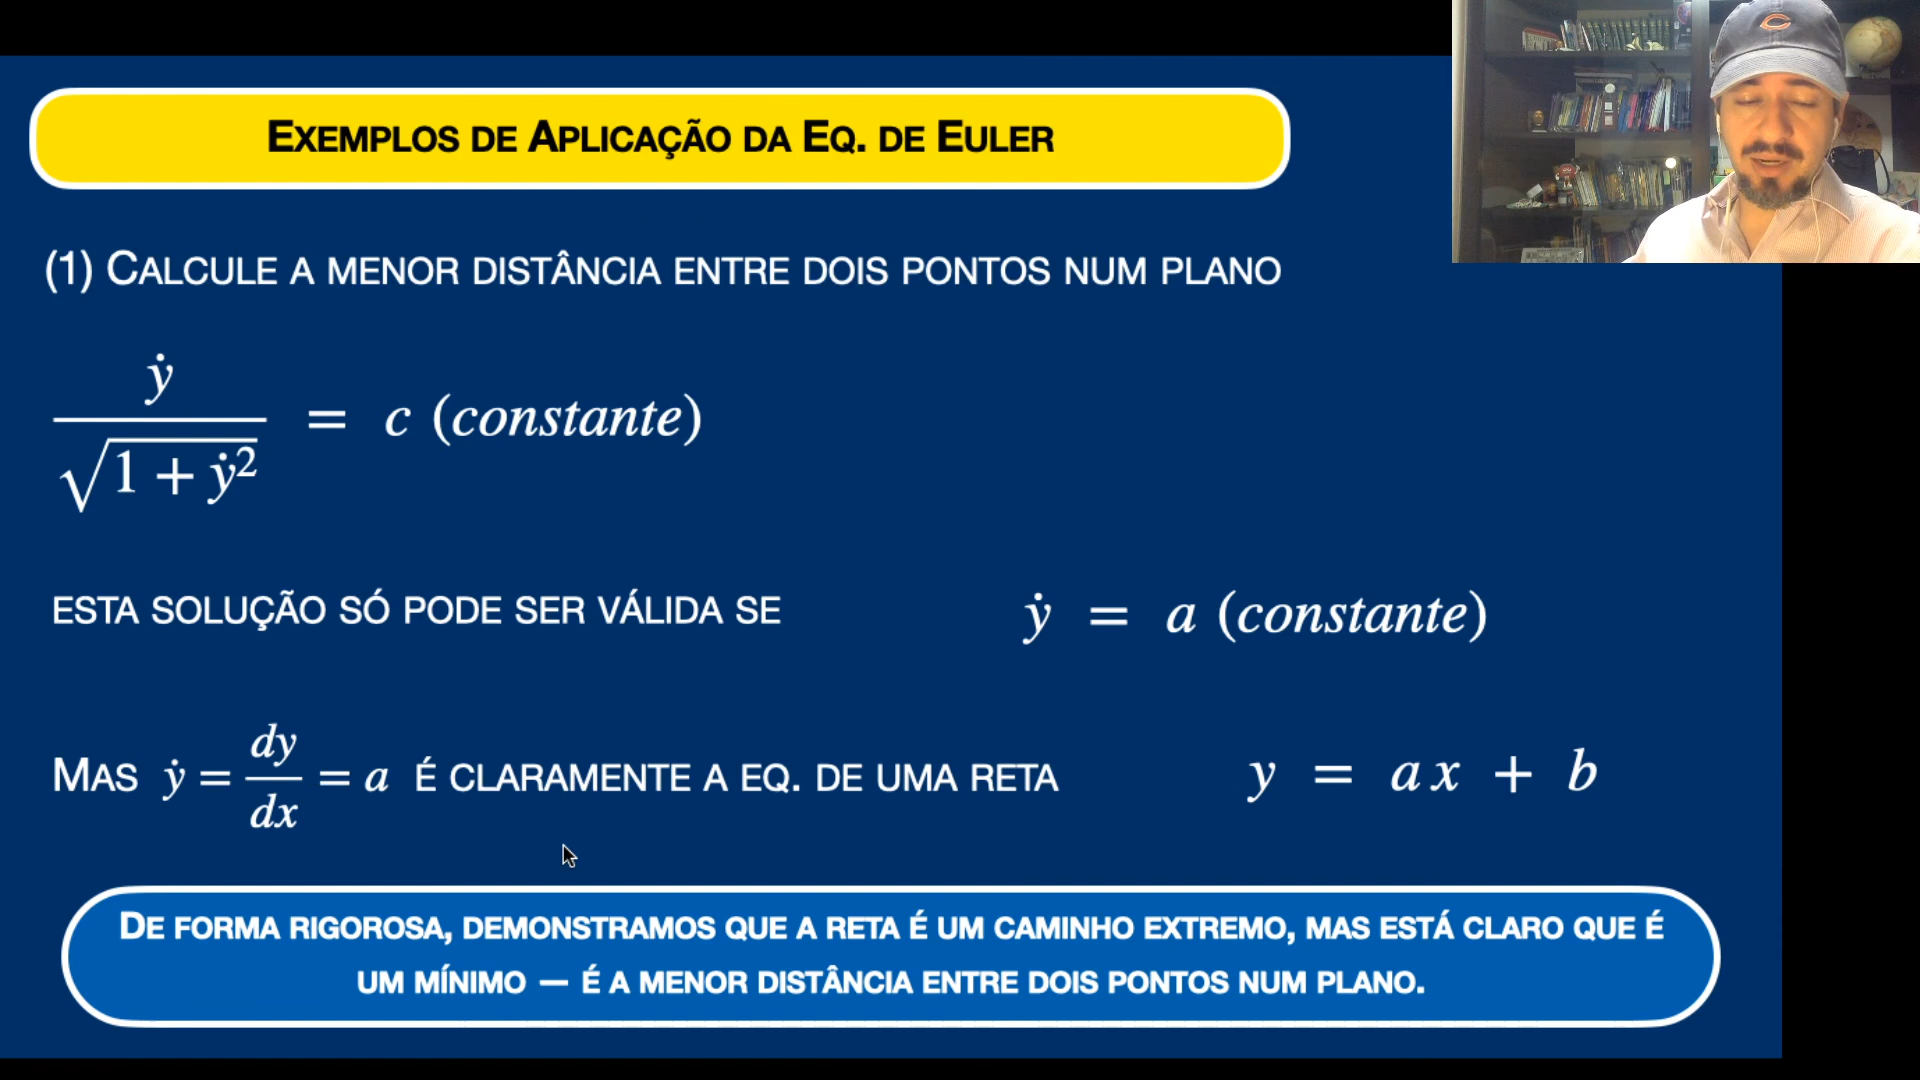 EXEMPLOS DE APLICAÇÃO DA EQ. DE EULER
(1) CALCULE A MENOR DISTÂNCIA ENTRE DOIS PONTOS NUM PLANO
ẏ / √(1 + ẏ²) = c (constante)
ESTA SOLUÇÃO SÓ PODE SER VÁLIDA SE ẏ = a (constante)
MAS ẏ = dy/dx = a É CLARAMENTE A EQ. DE UMA RETA y = a x + b
DE FORMA RIGOROSA, DEMONSTRAMOS QUE A RETA É UM CAMINHO EXTREMO, MAS ESTÁ CLARO QUE É
UM MÍNIMO — É A MENOR DISTÂNCIA ENTRE DOIS PONTOS NUM PLANO.